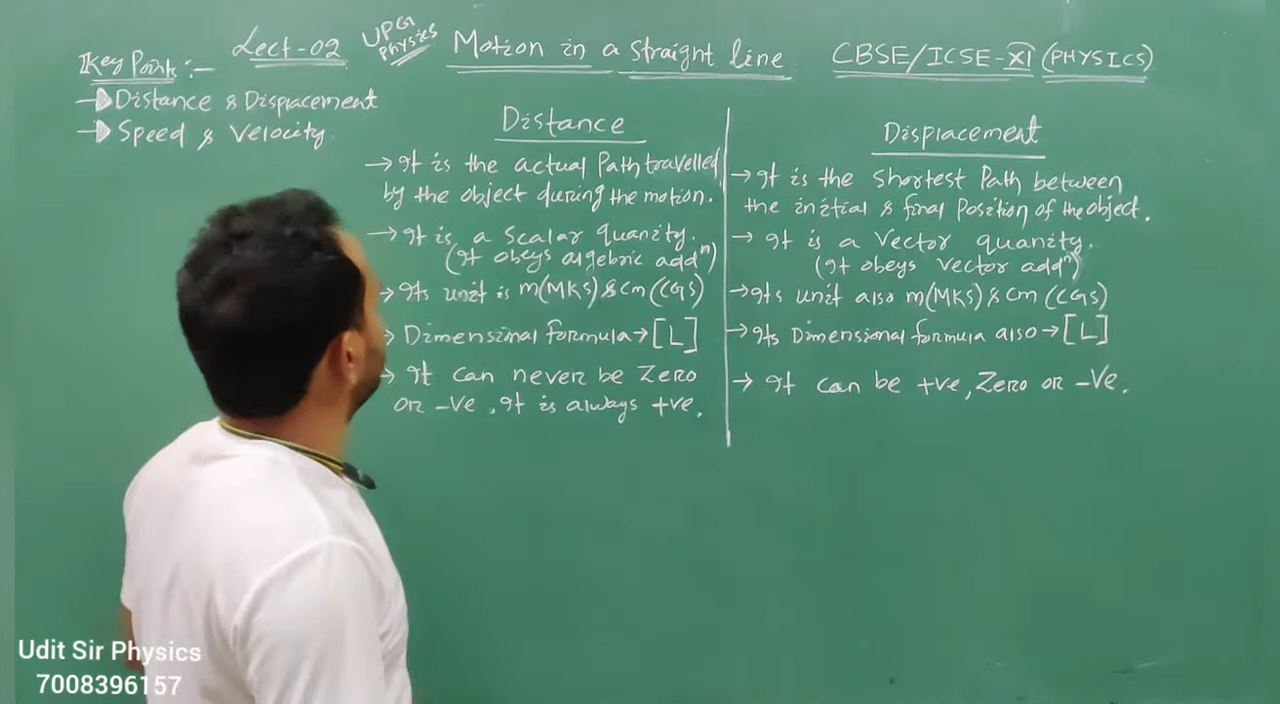 Key Point :-
→ Distance & Displacement
→ Speed & Velocity.
Lect-02
UPG
PHYSICS
Motion in a straight line
CBSE/ICSE-XI (PHYSICS)
Distance
→ It is the actual Path travelled
by the object during the motion.
→ It is a Scalar quanity.
(It obeys algebric addⁿ)
→ Its unit is m(MKS) & cm (CGS)
→ Dimensional formula → [L]
→ It can never be Zero
or -ve. It is always +ve.
Displacement
→ It is the Shortest Path between
the initial & final Position of the object.
→ It is a Vector quanity.
(It obeys vector addⁿ)
→ Its unit also m(MKS) & cm (CGS)
→ Its Dimensional formula also → [L]
→ It can be +ve, Zero or -ve.
Udit Sir Physics
7008396157